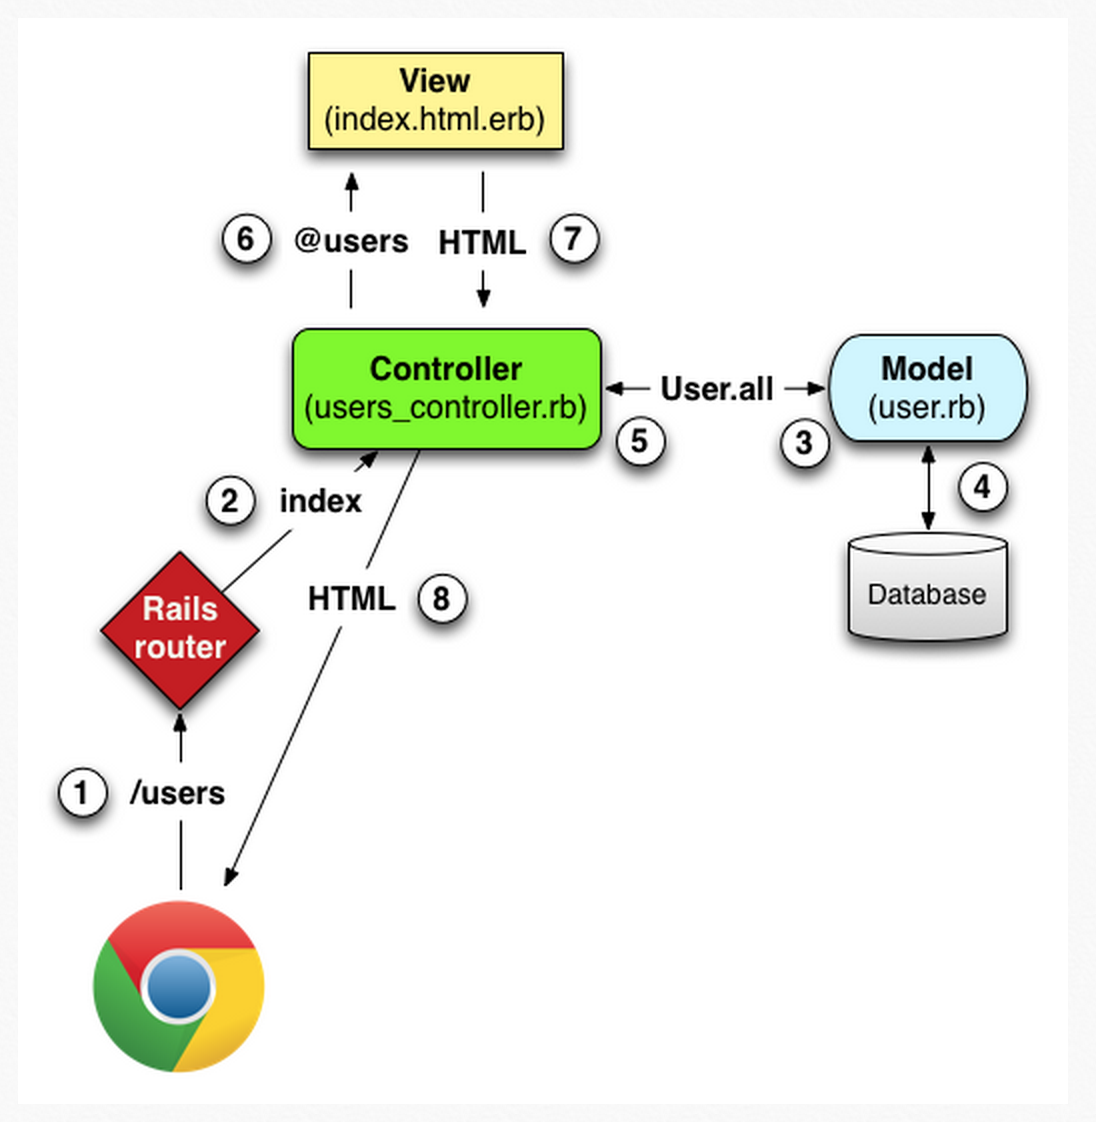 View
(index.html.erb)
6 @users HTML 7
Controller
(users_controller.rb)
User.all
Model
(user.rb)
5
3
4
2 index
Database
Rails
router
HTML 8
1 /users